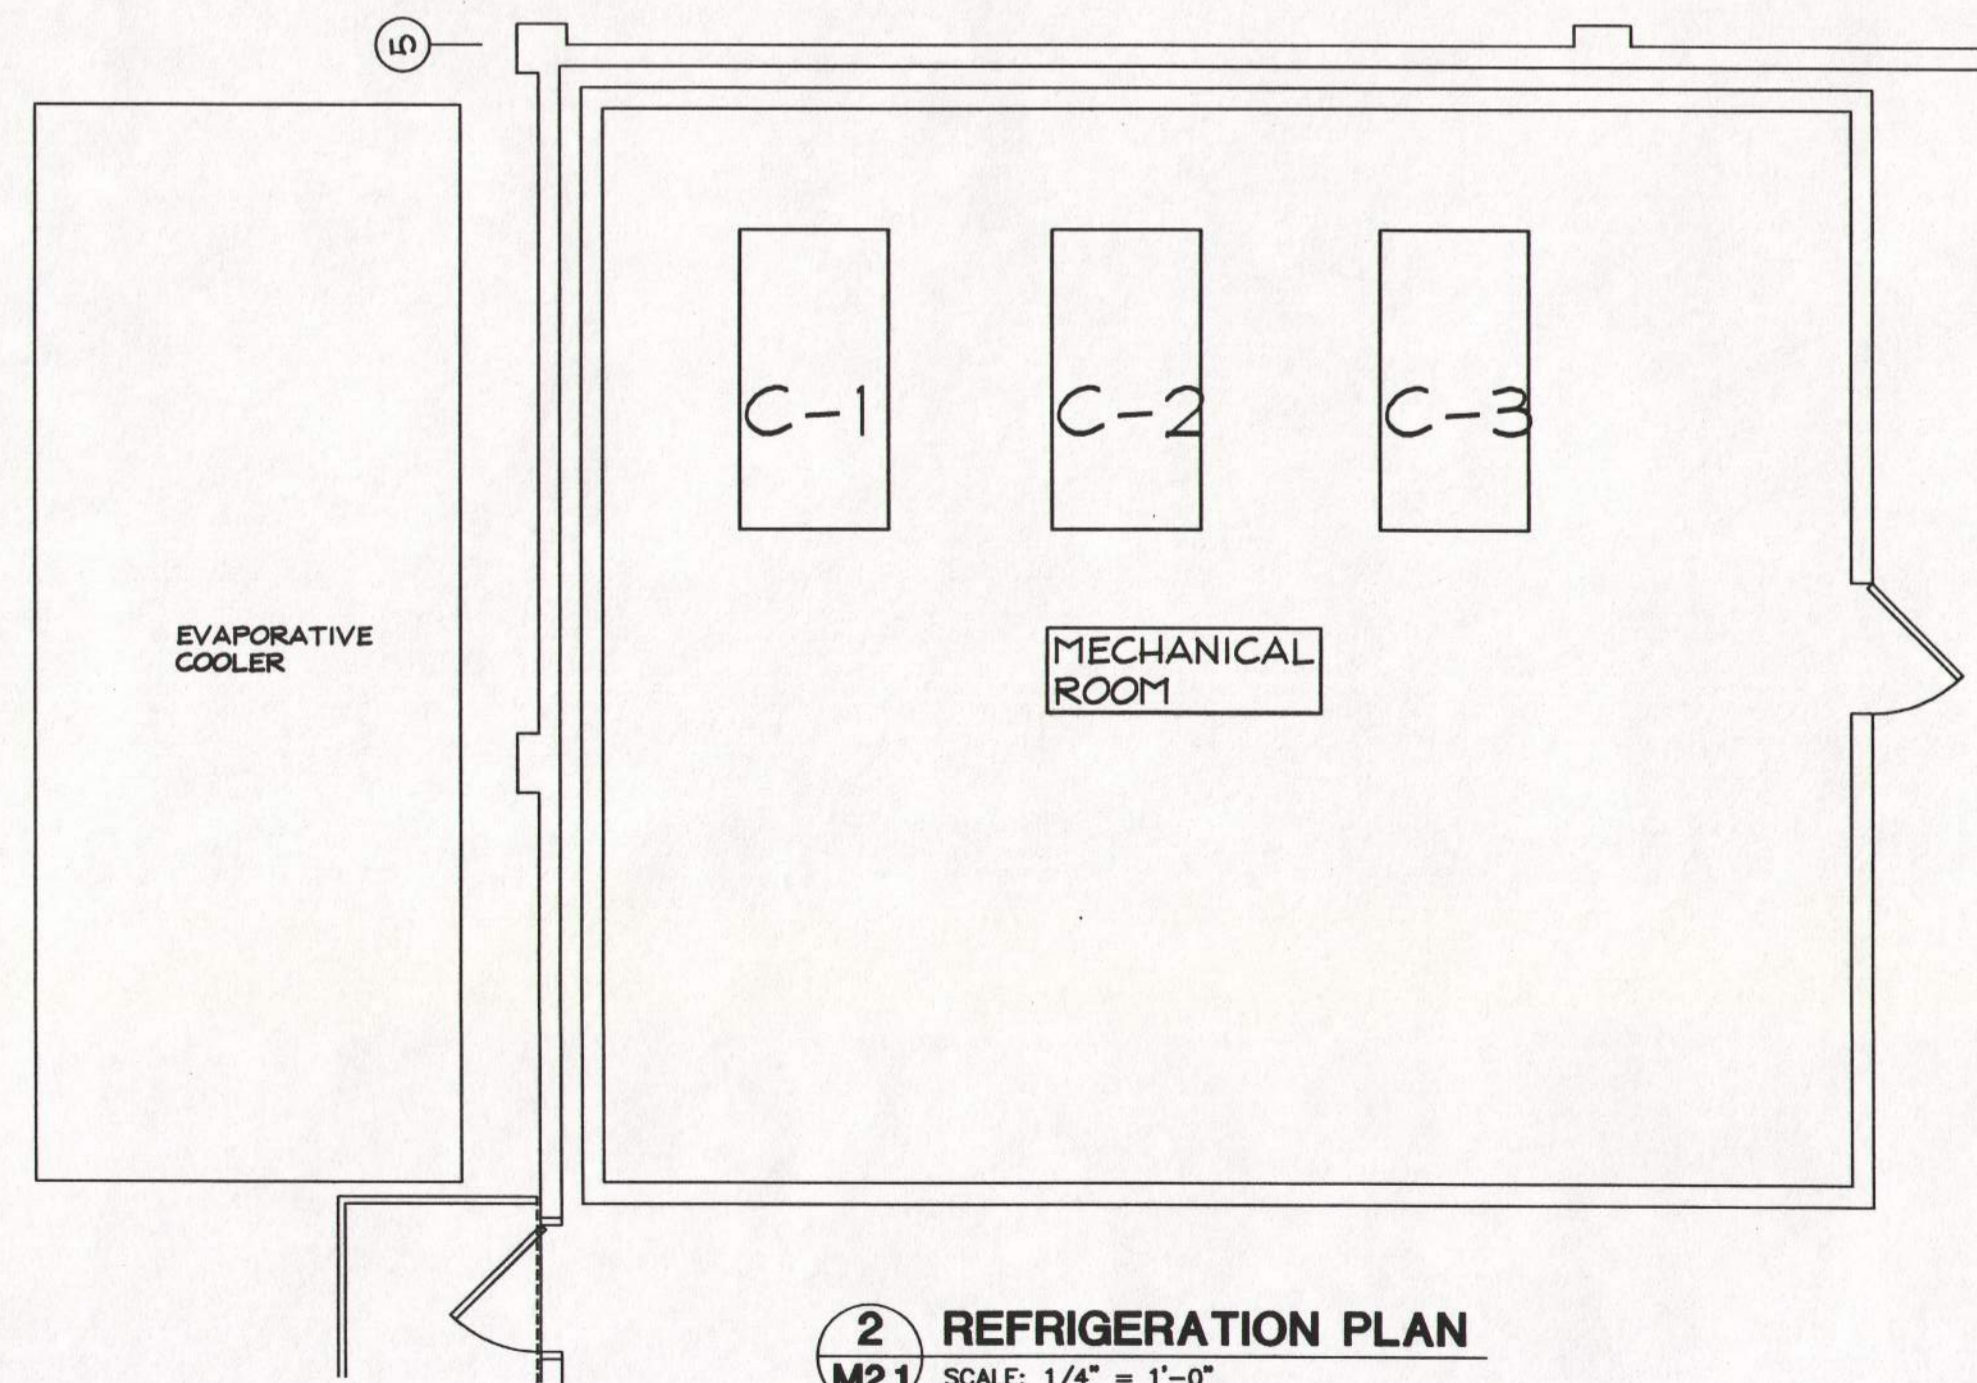 5
C-1
C-2
C-3
EVAPORATIVE
COOLER
MECHANICAL
ROOM
2
REFRIGERATION PLAN
M2.1
SCALE: 1/4" = 1'-0"